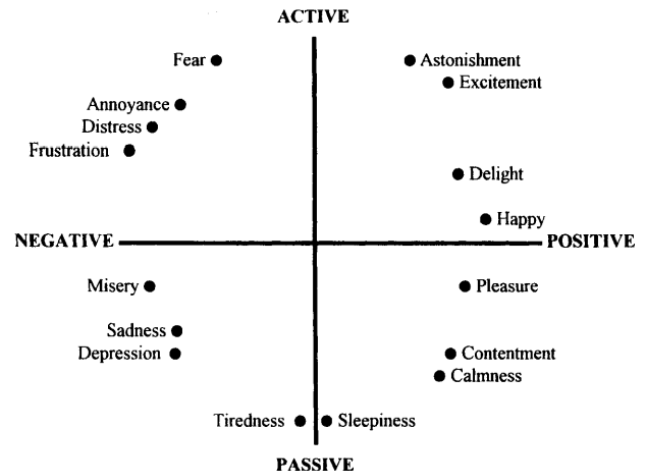 ACTIVE
Fear
Astonishment
Excitement
Annoyance
Distress
Frustration
Delight
Happy
NEGATIVE
POSITIVE
Misery
Pleasure
Sadness
Depression
Contentment
Calmness
Tiredness
Sleepiness
PASSIVE